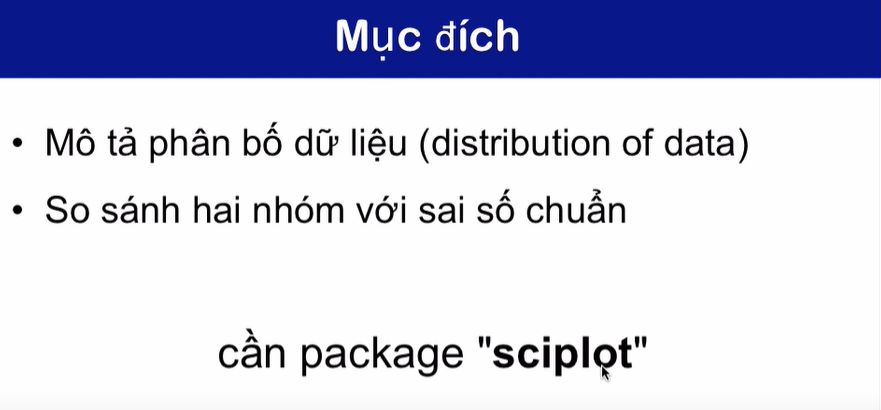 Mục đích
• Mô tả phân bố dữ liệu (distribution of data)
• So sánh hai nhóm với sai số chuẩn
cần package "sciplot"